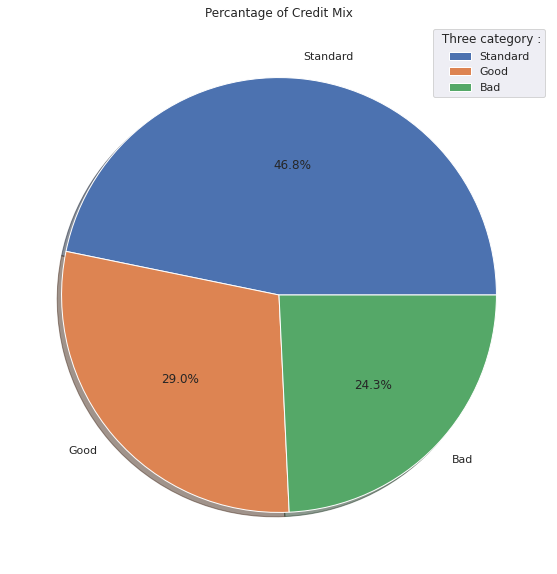 Percantage of Credit Mix
Three category :
Standard
Good
Bad
Standard
46.8%
29.0%
24.3%
Good
Bad